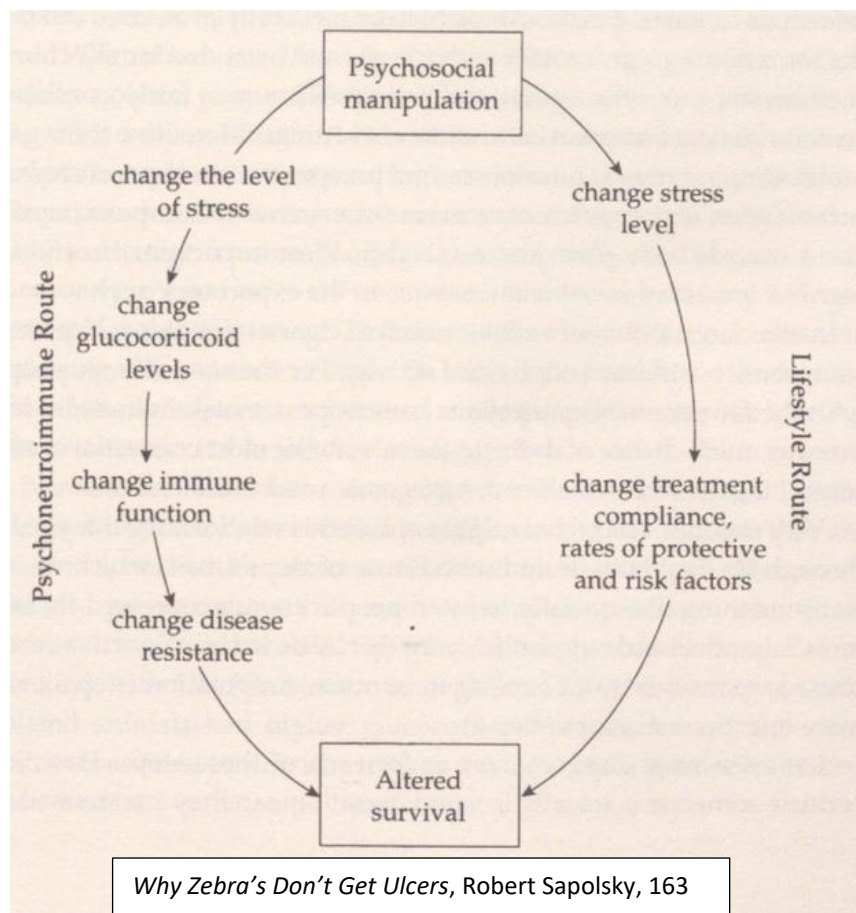 Psychosocial
manipulation
change the level
of stress
change
glucocorticoid
levels
change immune
function
change disease
resistance
Psychoneuroimmune Route
change stress
level
change treatment
compliance,
rates of protective
and risk factors
Lifestyle Route
Altered
survival
Why Zebra's Don't Get Ulcers, Robert Sapolsky, 163